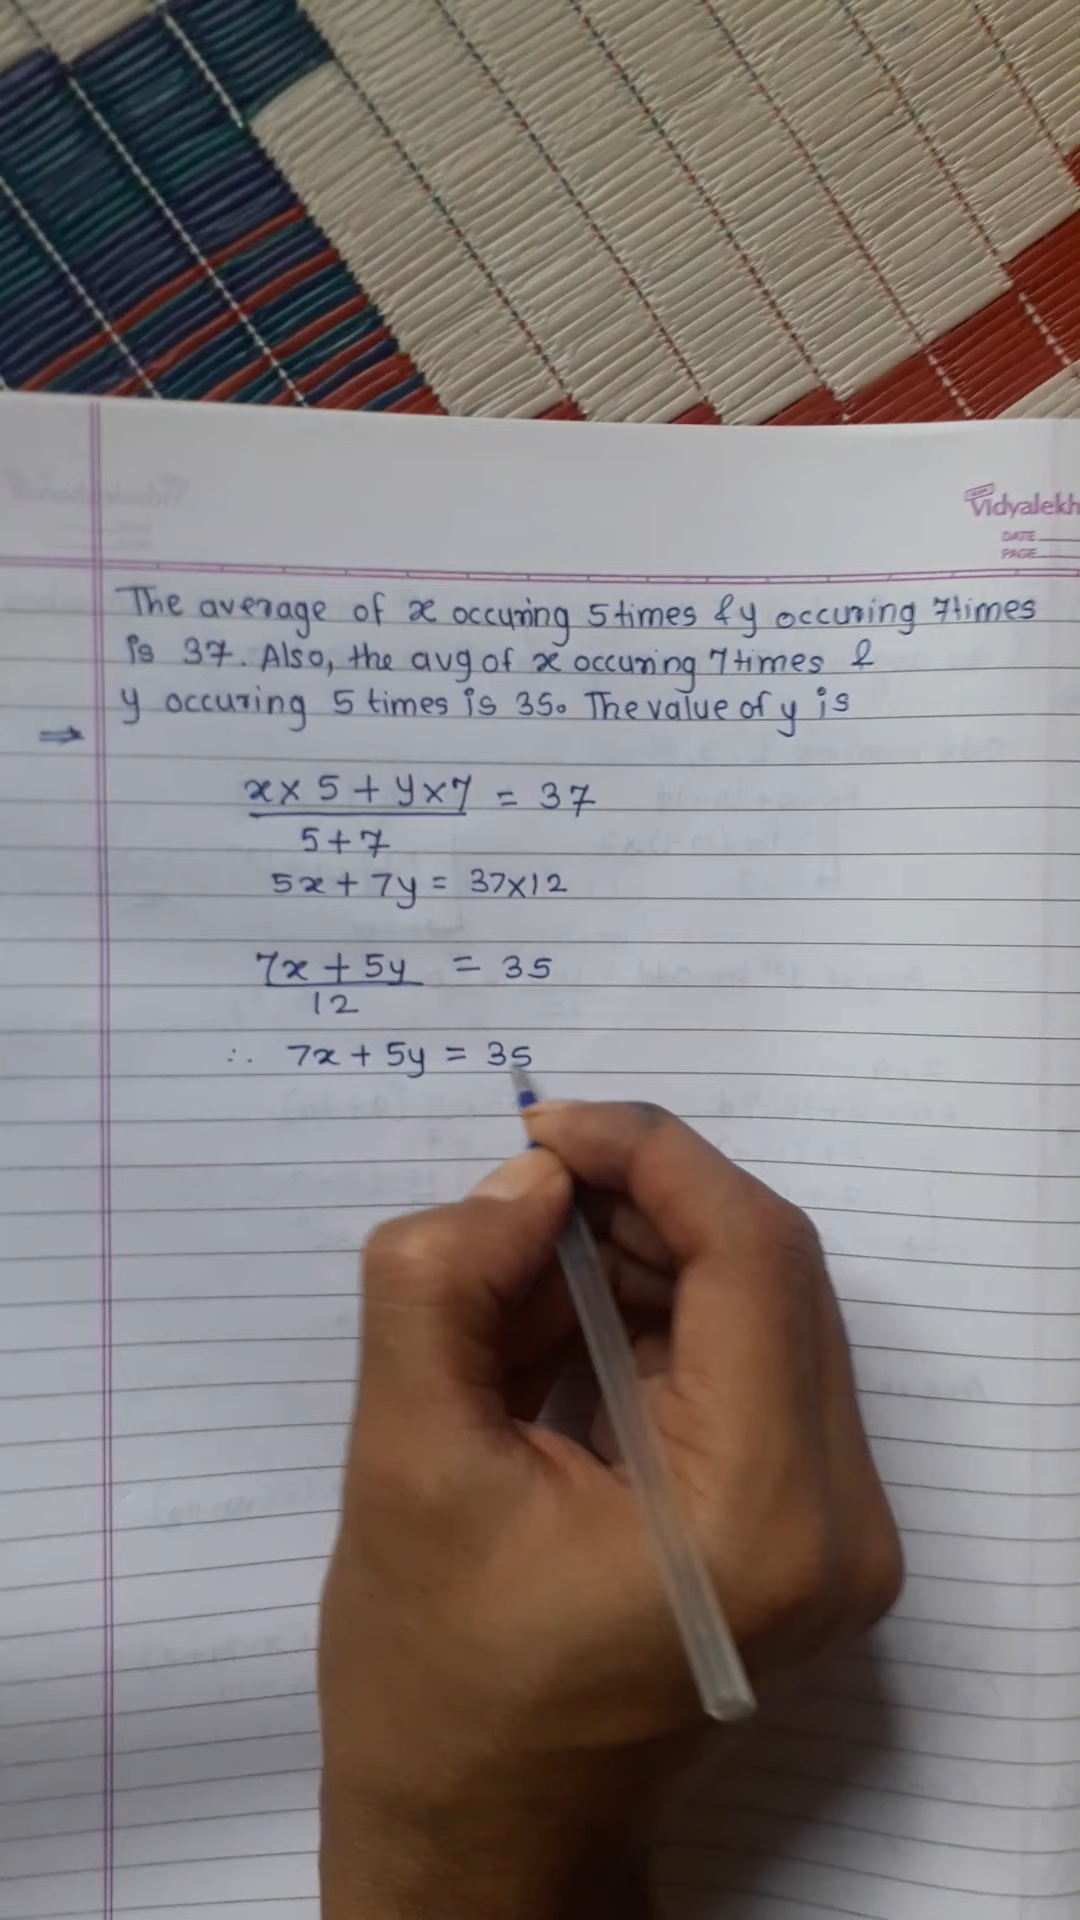 Vidyalekh
DATE
PAGE
The average of x occuring 5 times & y occuring 7 times
is 37. Also, the avg of x occuring 7 times &
y occuring 5 times is 35. The value of y is
⇒
x × 5 + y × 7 = 37
5 + 7
5x + 7y = 37×12
7x + 5y = 35
12
∴ 7x + 5y = 35